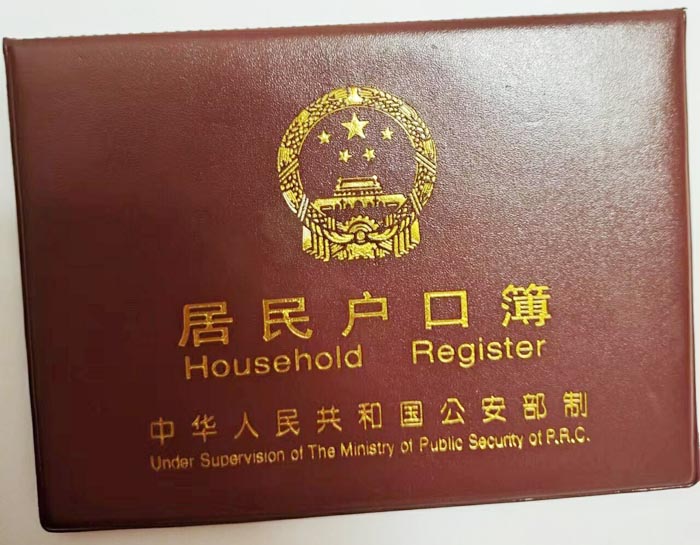 居民户口簿
Household Register
中华人民共和国公安部制
Under Supervision of The Ministry of Public Security of P.R.C.